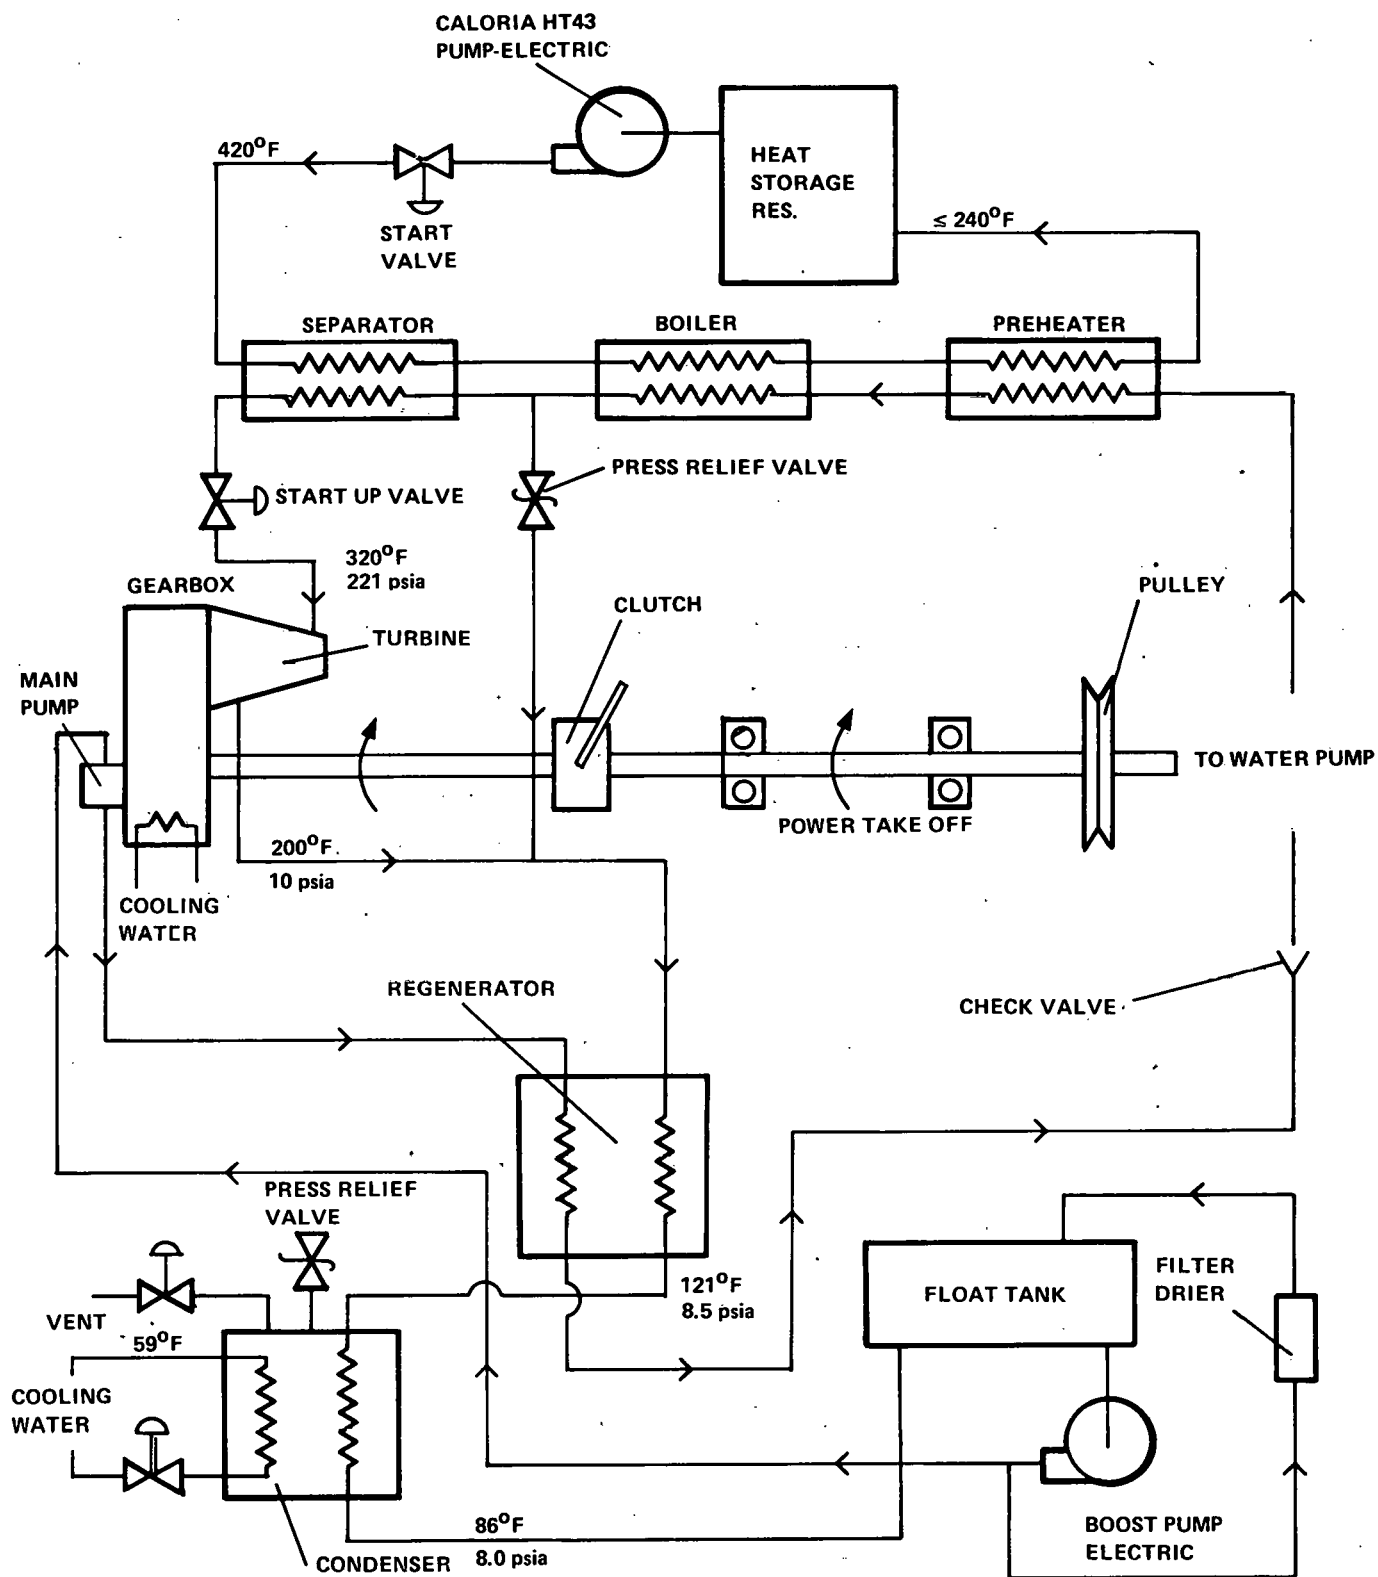 CALORIA HT43
PUMP-ELECTRIC
420°F
START
VALVE
HEAT
STORAGE
RES.
≤ 240°F
SEPARATOR
BOILER
PREHEATER
PRESS RELIEF VALVE
START UP VALVE
320°F
221 psia
GEARBOX
TURBINE
CLUTCH
PULLEY
MAIN
PUMP
TO WATER PUMP
POWER TAKE OFF
200°F
10 psia
COOLING
WATER
REGENERATOR
CHECK VALVE
PRESS RELIEF
VALVE
VENT
59°F
COOLING
WATER
121°F
8.5 psia
FLOAT TANK
FILTER
DRIER
86°F
8.0 psia
CONDENSER
BOOST PUMP
ELECTRIC